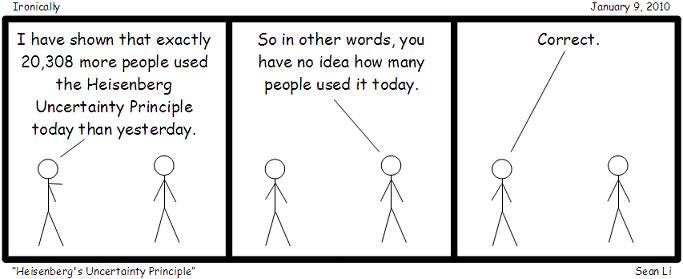 Ironically
January 9, 2010
I have shown that exactly
20,308 more people used
the Heisenberg
Uncertainty Principle
today than yesterday.
So in other words, you
have no idea how many
people used it today.
Correct.
"Heisenberg's Uncertainty Principle"
Sean Li